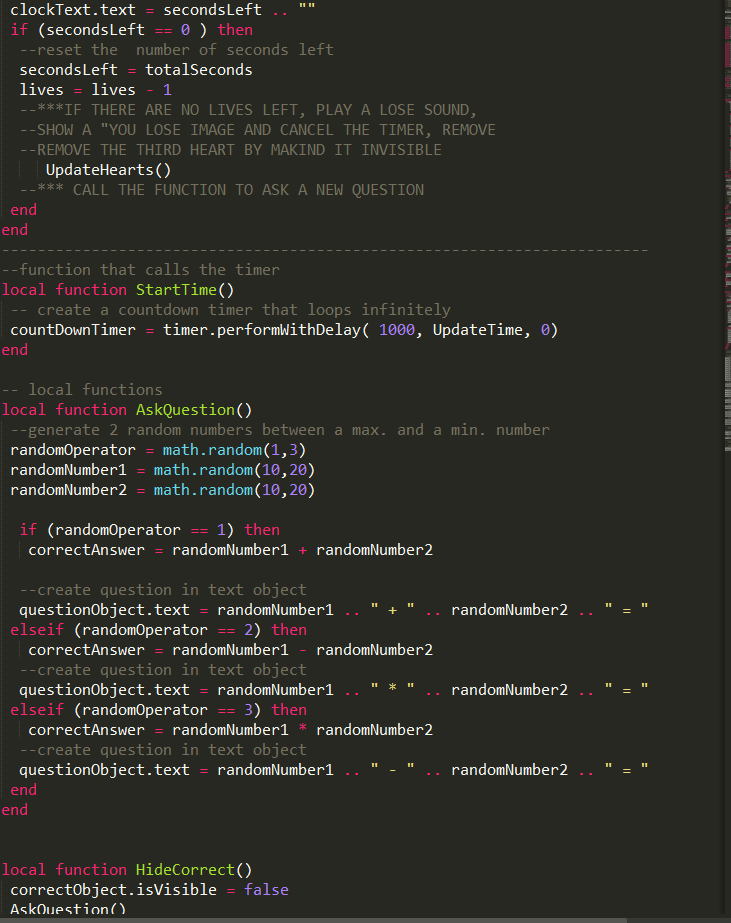 clockText.text = secondsLeft .. ""
if (secondsLeft == 0 ) then
--reset the  number of seconds left
secondsLeft = totalSeconds
lives = lives - 1
--***IF THERE ARE NO LIVES LEFT, PLAY A LOSE SOUND,
--SHOW A "YOU LOSE IMAGE AND CANCEL THE TIMER, REMOVE
--REMOVE THE THIRD HEART BY MAKIND IT INVISIBLE
UpdateHearts()
--*** CALL THE FUNCTION TO ASK A NEW QUESTION
end
end
------------------------------------------------------------------------
--function that calls the timer
local function StartTime()
-- create a countdown timer that loops infinitely
countDownTimer = timer.performWithDelay( 1000, UpdateTime, 0)
end
-- local functions
local function AskQuestion()
--generate 2 random numbers between a max. and a min. number
randomOperator = math.random(1,3)
randomNumber1 = math.random(10,20)
randomNumber2 = math.random(10,20)
if (randomOperator == 1) then
correctAnswer = randomNumber1 + randomNumber2
--create question in text object
questionObject.text = randomNumber1 .. " + " .. randomNumber2 .. " = "
elseif (randomOperator == 2) then
correctAnswer = randomNumber1 - randomNumber2
--create question in text object
questionObject.text = randomNumber1 .. " * " .. randomNumber2 .. " = "
elseif (randomOperator == 3) then
correctAnswer = randomNumber1 * randomNumber2
--create question in text object
questionObject.text = randomNumber1 .. " - " .. randomNumber2 .. " = "
end
end
local function HideCorrect()
correctObject.isVisible = false
AskQuestion()